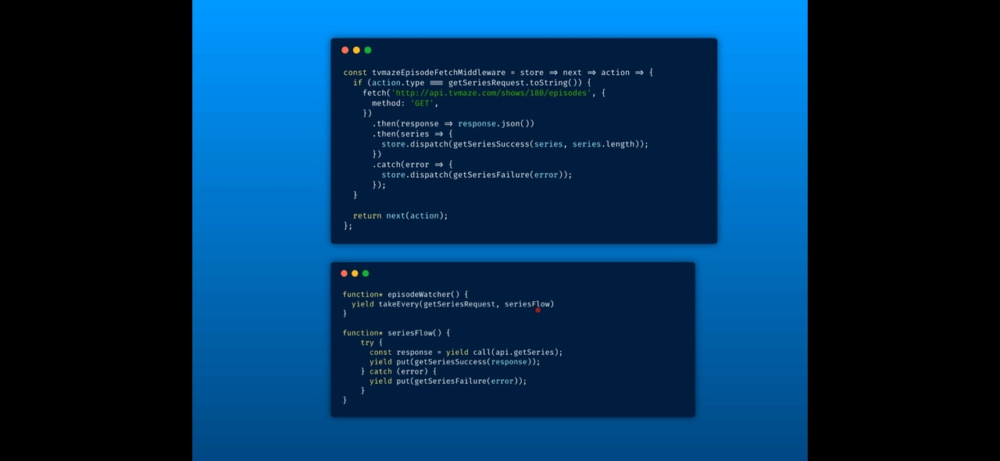 const tvmazeEpisodeFetchMiddleware = store => next => action => {
  if (action.type === getSeriesRequest.toString()) {
    fetch('http://api.tvmaze.com/shows/180/episodes', {
      method: 'GET',
    })
      .then(response => response.json())
      .then(series => {
        store.dispatch(getSeriesSuccess(series, series.length));
      })
      .catch(error => {
        store.dispatch(getSeriesFailure(error));
      });
  }

  return next(action);
};

function* episodeWatcher() {
  yield takeEvery(getSeriesRequest, seriesFlow)
}

function* seriesFlow() {
    try {
      const response = yield call(api.getSeries);
      yield put(getSeriesSuccess(response));
    } catch (error) {
      yield put(getSeriesFailure(error));
    }
}